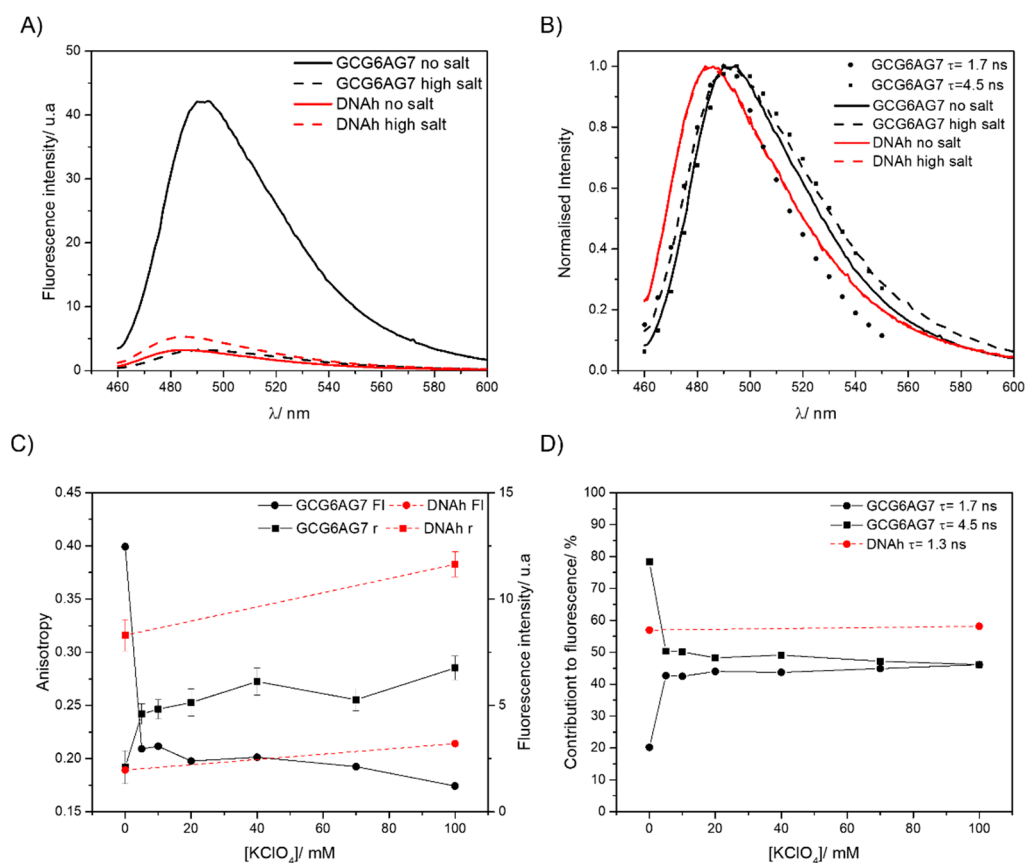 A)
Fluorescence intensity/ u.a
50
40
30
20
10
0
460 480 500 520 540 560 580 600
λ/ nm
GCG6AG7 no salt
GCG6AG7 high salt
DNAh no salt
DNAh high salt
B)
Normalised Intensity
1.0
0.8
0.6
0.4
0.2
0.0
460 480 500 520 540 560 580 600
λ/ nm
GCG6AG7 τ= 1.7 ns
GCG6AG7 τ=4.5 ns
GCG6AG7 no salt
GCG6AG7 high salt
DNAh no salt
DNAh high salt
C)
Anisotropy
0.45
0.40
0.35
0.30
0.25
0.20
0.15
GCG6AG7 FI DNAh FI
GCG6AG7 r DNAh r
15
10
5
0
Fluorescence intensity/ u.a
0 20 40 60 80 100
[KClO4]/ mM
D)
Contributiont to fluorescence/ %
100
90
80
70
60
50
40
30
20
10
0
GCG6AG7 τ = 1.7 ns
GCG6AG7 τ = 4.5 ns
DNAh τ = 1.3 ns
0 20 40 60 80 100
[KClO4]/ mM